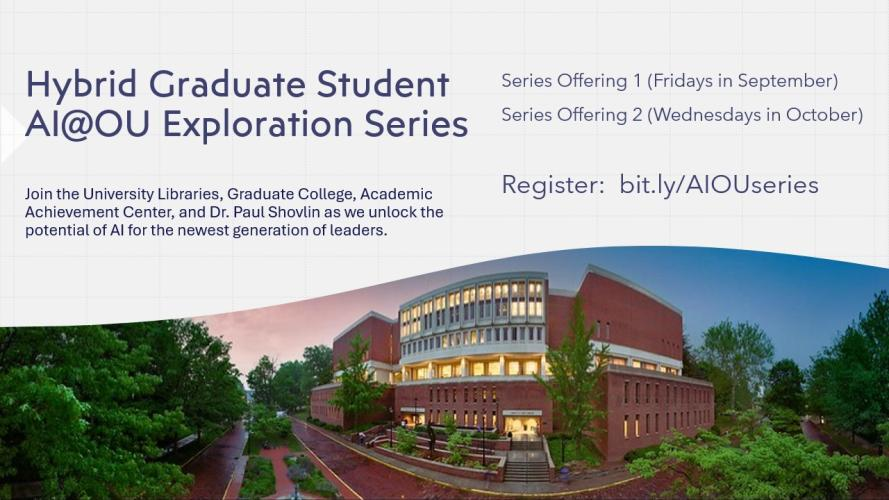 Hybrid Graduate Student
AI@OU Exploration Series
Join the University Libraries, Graduate College, Academic
Achievement Center, and Dr. Paul Shovlin as we unlock the
potential of AI for the newest generation of leaders.
Series Offering 1 (Fridays in September)
Series Offering 2 (Wednesdays in October)
Register: bit.ly/AIOUseries